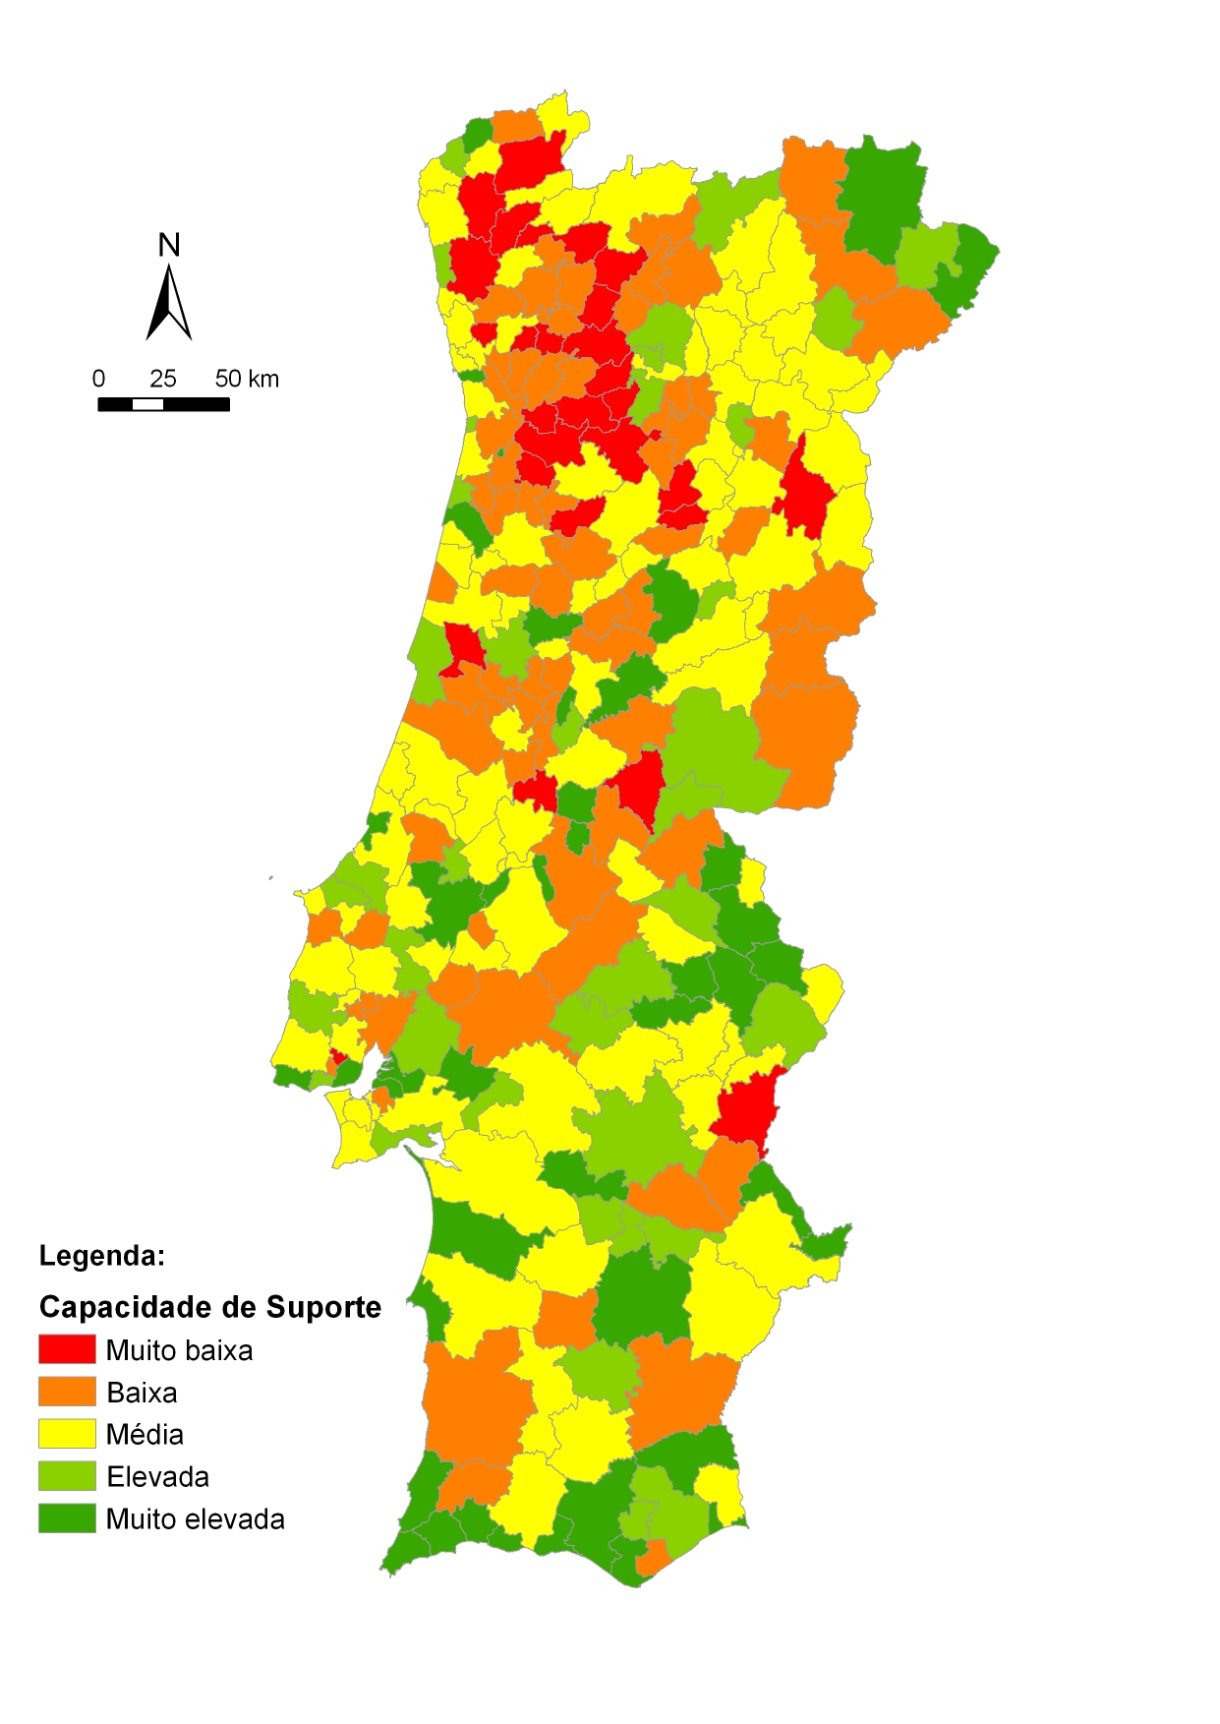 N
0 25 50 km
Legenda:
Capacidade de Suporte
Muito baixa
Baixa
Média
Elevada
Muito elevada